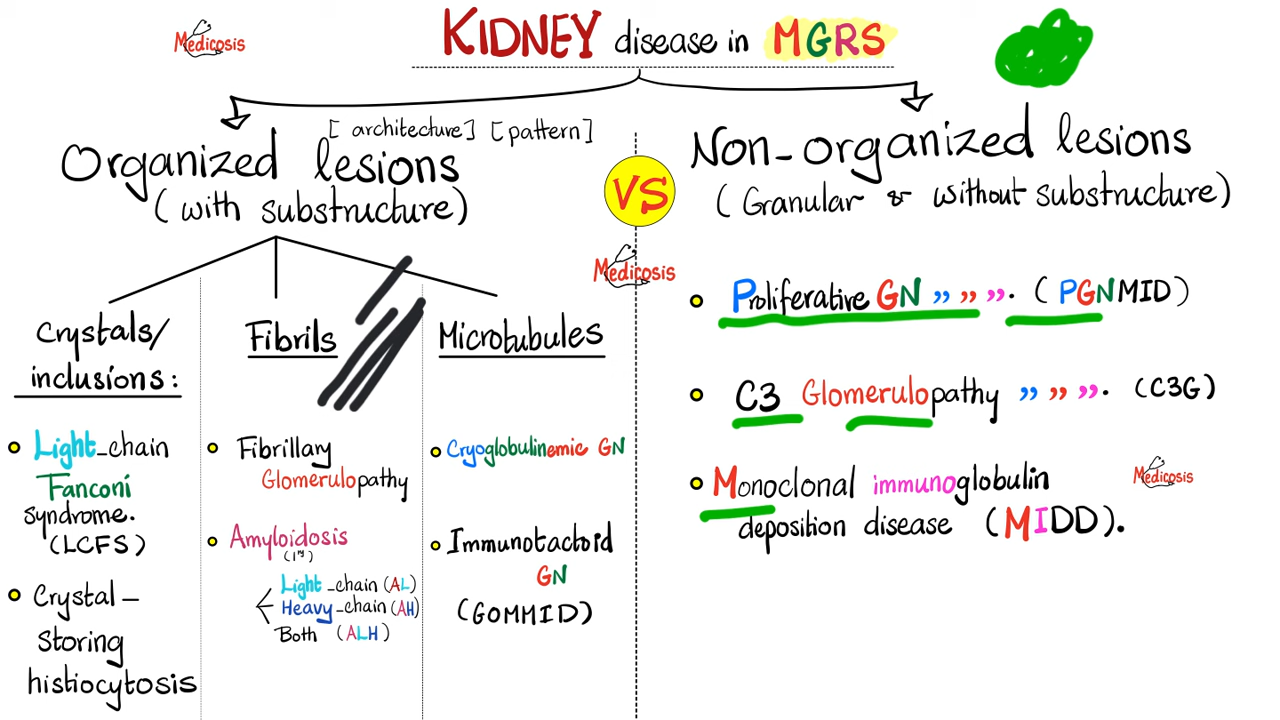 Medicosis
KIDNEY disease in MGRS
[architecture] [pattern]
Organized lesions
(with substructure)
VS
Non-organized lesions
(Granular & without substructure)
Medicosis
Crystals/
inclusions:
Light-chain
Fanconi
syndrome.
(LCFS)
Crystal-
Storing
histiocytosis
Fibrils
Fibrillary
Glomerulopathy
Amyloidosis
(1ry)
Light-chain (AL)
Heavy-chain (AH)
Both (ALH)
Microtubules
Cryoglobulinemic GN
Immunotactoid
GN
(GOMMID)
Proliferative GN ,, ,, ,,. (PGNMID)
C3 Glomerulopathy ,, ,, ,,. (C3G)
Monoclonal immunoglobulin
deposition disease (MIDD).
Medicosis